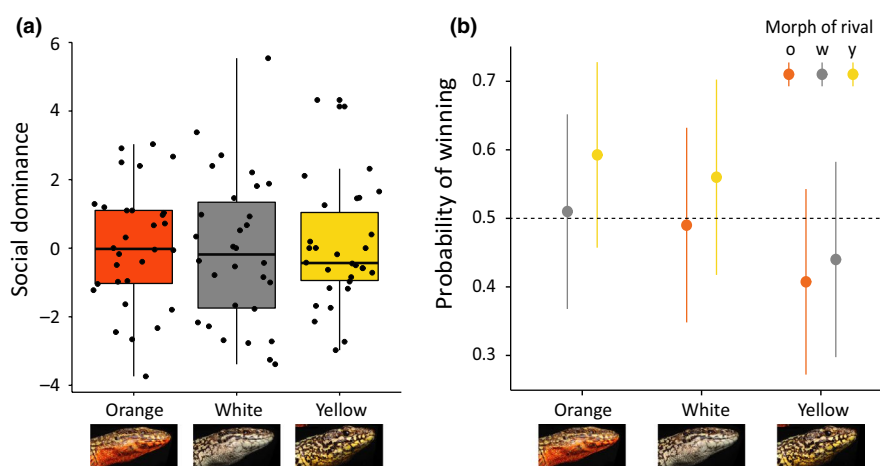 (a)
Social dominance
6
4
2
0
–2
–4
Orange White Yellow
(b)
Morph of rival
o w y
Probability of winning
0.7
0.6
0.5
0.4
0.3
Orange White Yellow